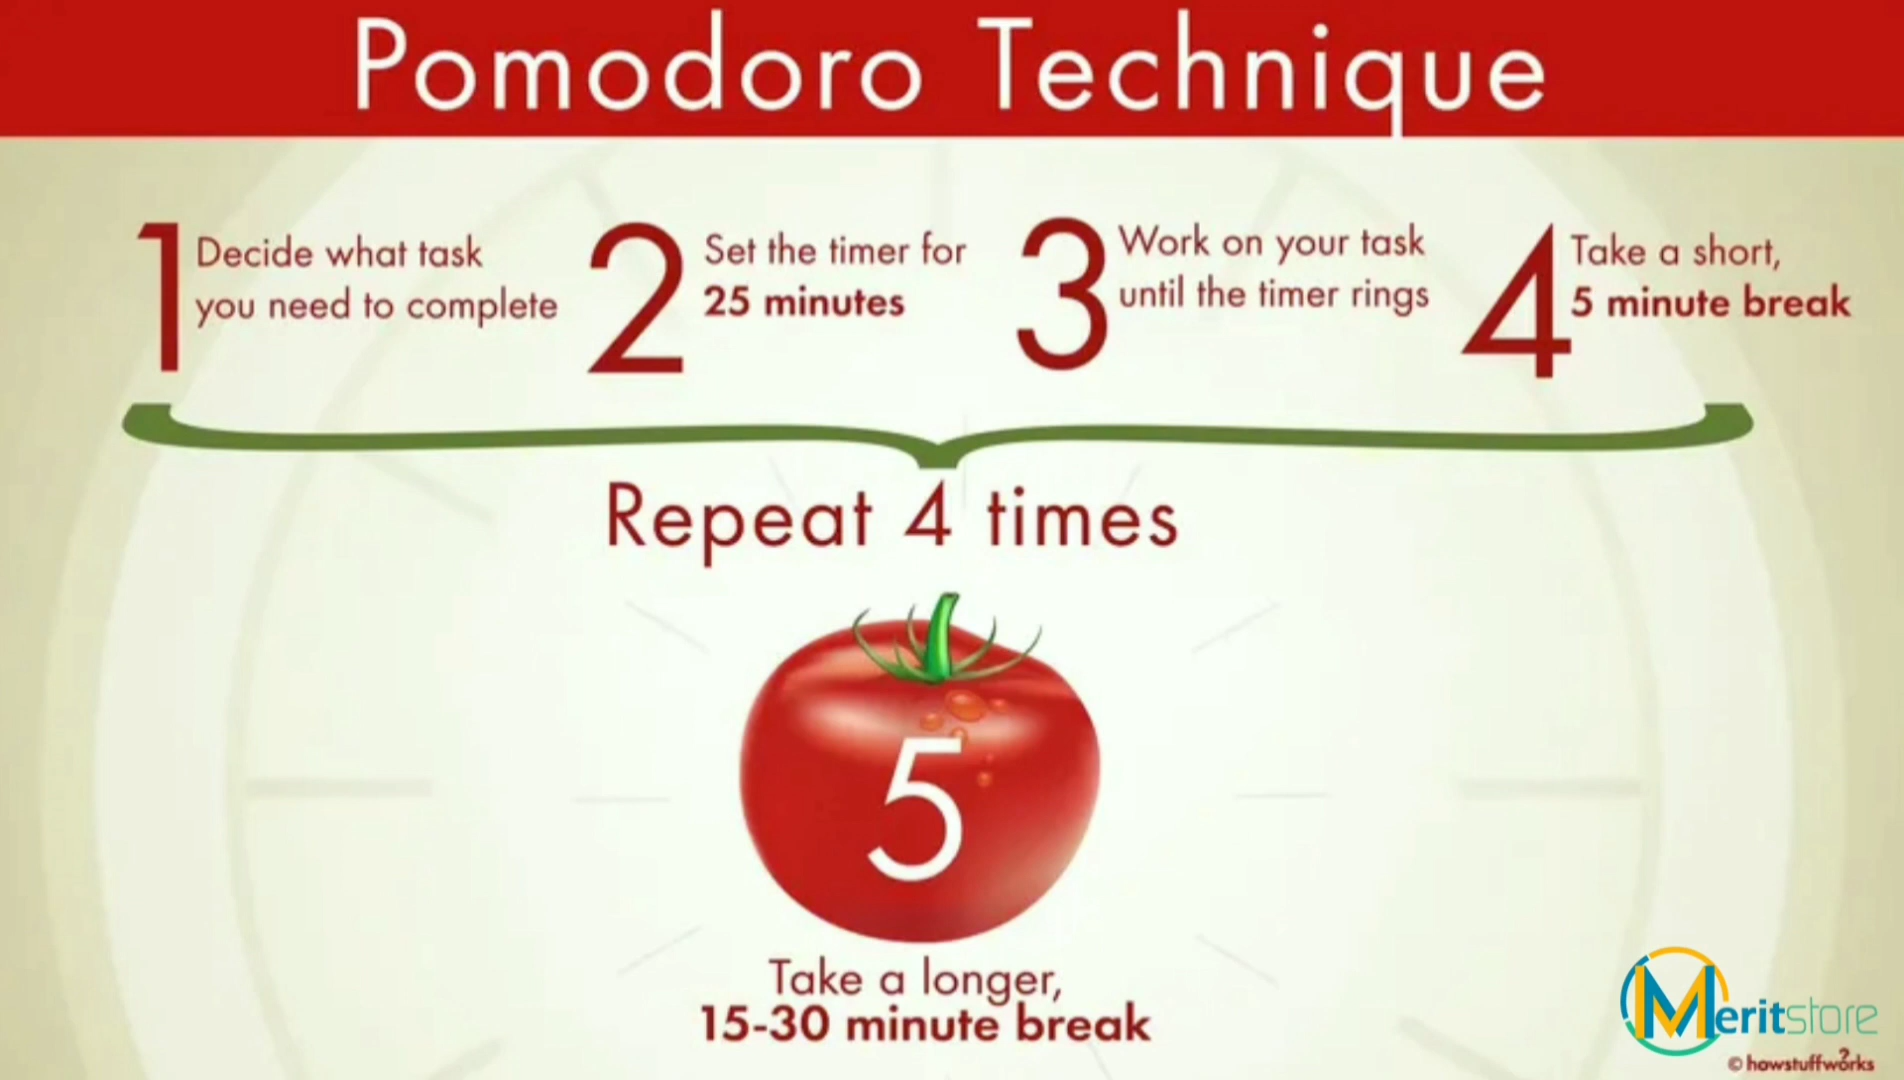 Pomodoro Technique
1 Decide what task
you need to complete
2 Set the timer for
25 minutes
3 Work on your task
until the timer rings
4 Take a short,
5 minute break
Repeat 4 times
5
Take a longer,
15-30 minute break
Meritstore
© howstuffworks